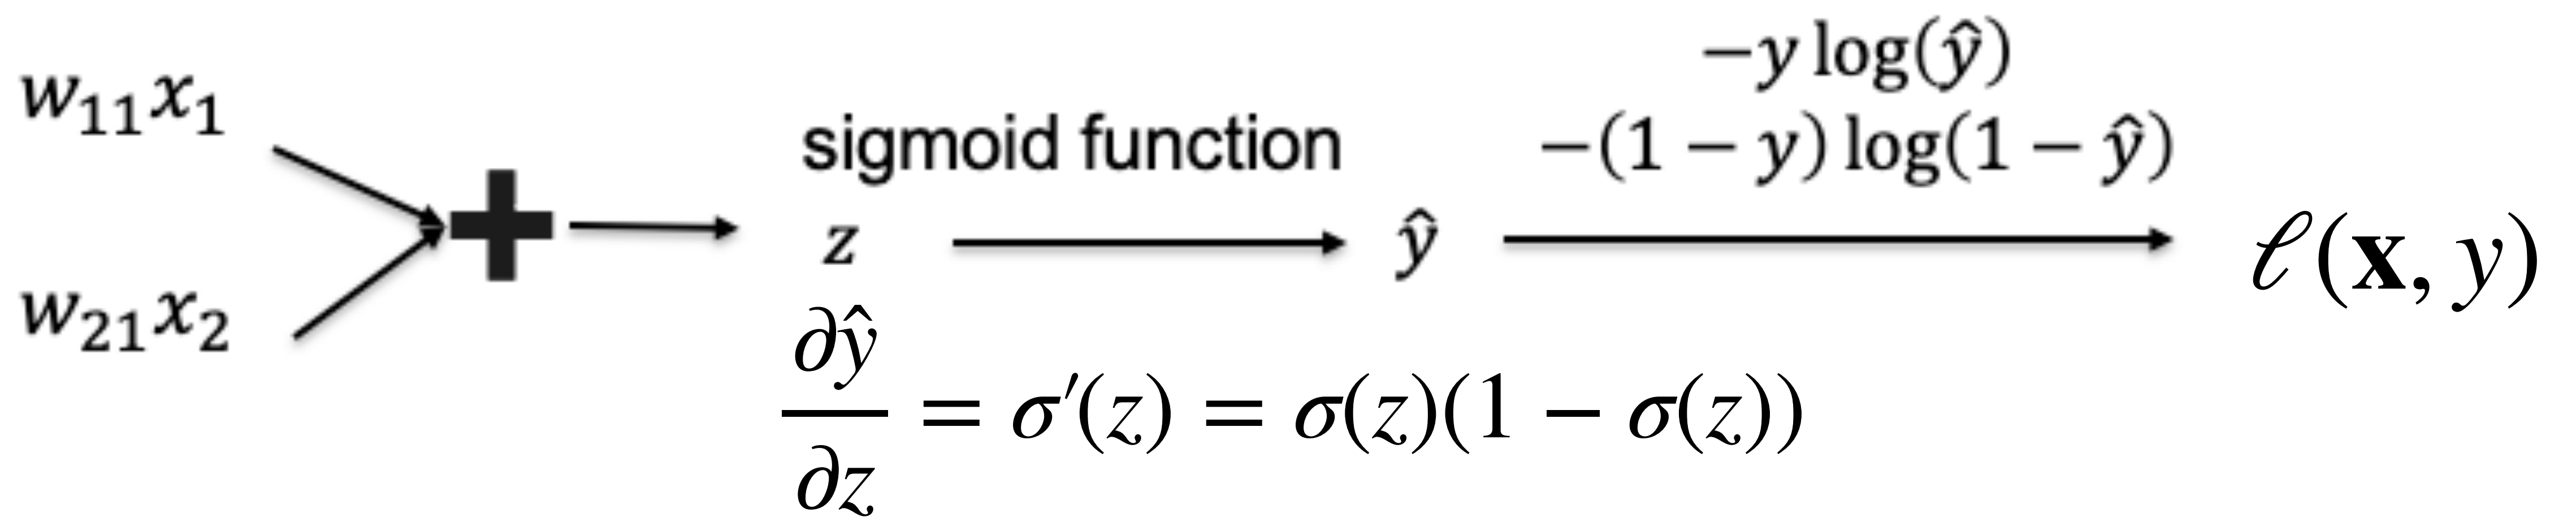 −y log(ŷ)
−(1 − y) log(1 − ŷ)
w₁₁x₁
sigmoid function
z
ŷ
ℓ(𝐱, y)
w₂₁x₂
∂ŷ/∂z = σ′(z) = σ(z)(1 − σ(z))